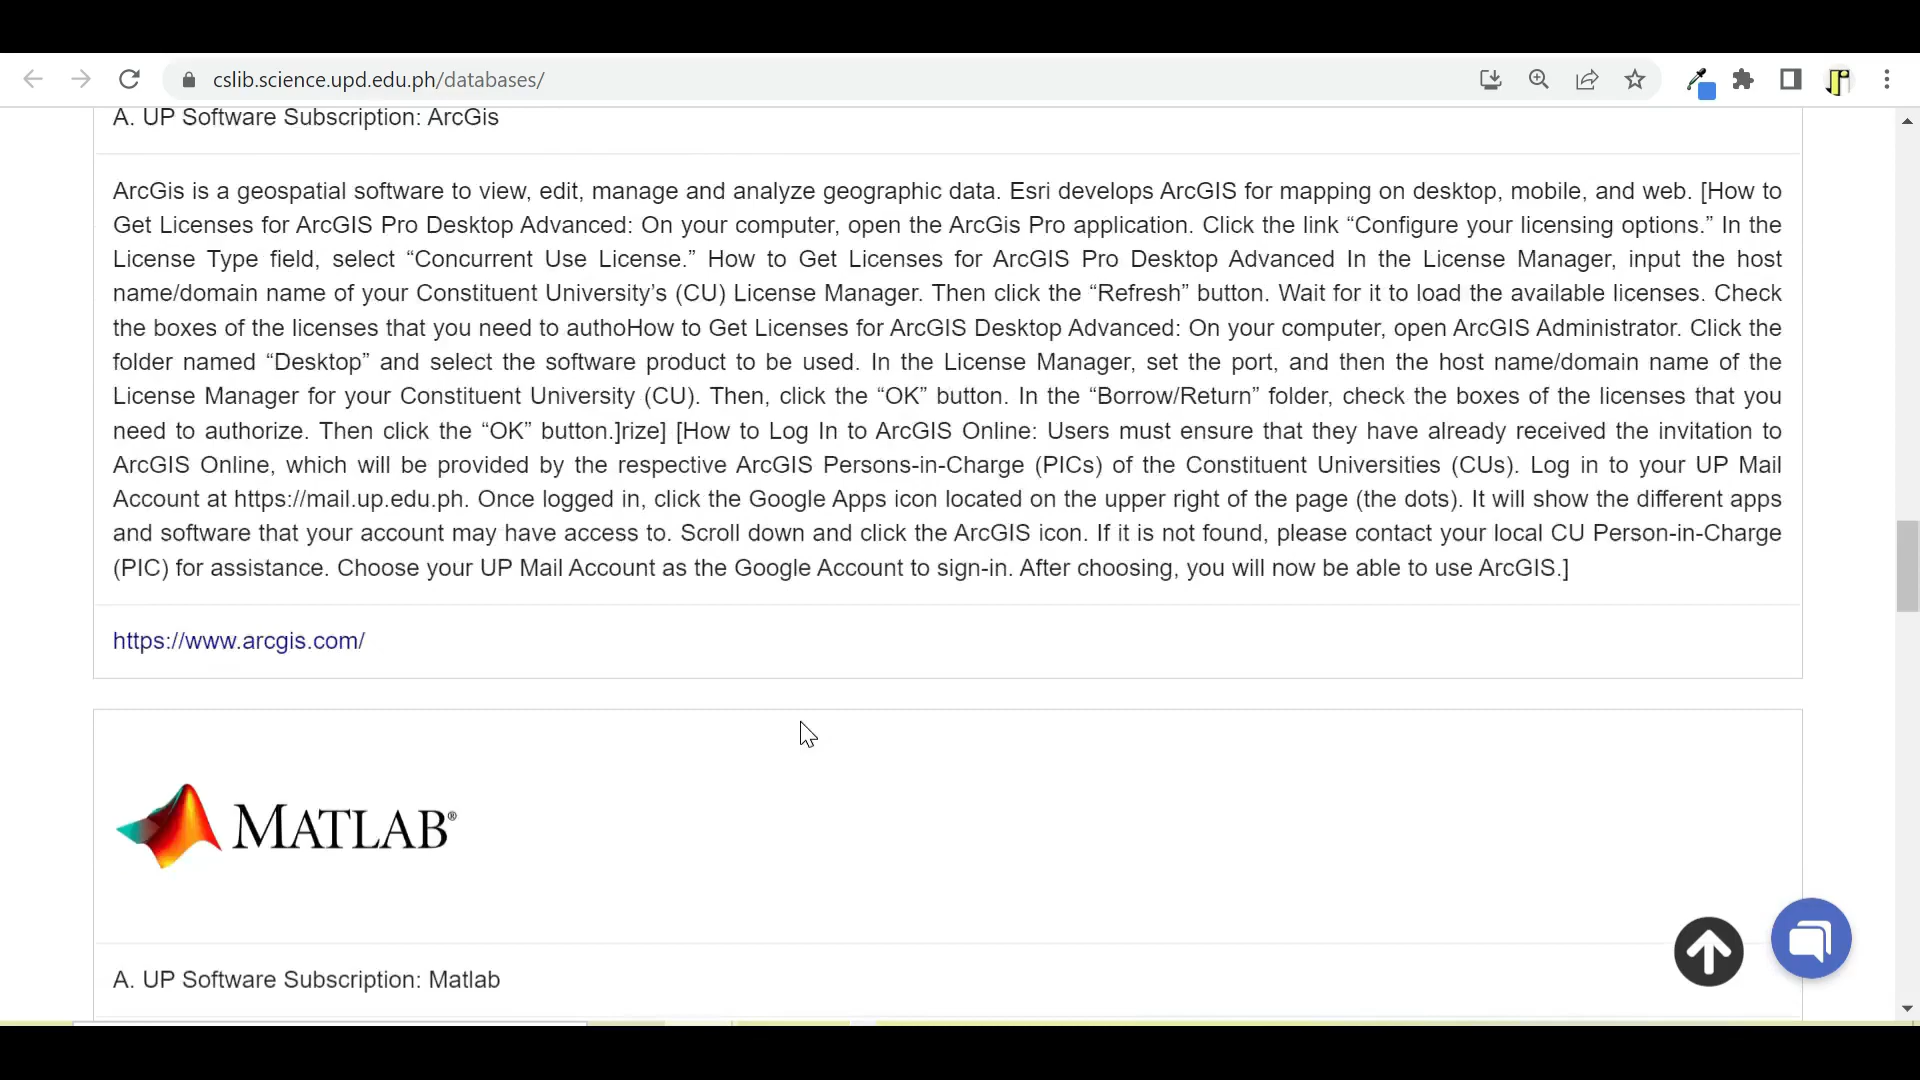 cslib.science.upd.edu.ph/databases/
A. UP Software Subscription: ArcGis
ArcGis is a geospatial software to view, edit, manage and analyze geographic data. Esri develops ArcGIS for mapping on desktop, mobile, and web. [How to
Get Licenses for ArcGIS Pro Desktop Advanced: On your computer, open the ArcGis Pro application. Click the link “Configure your licensing options.” In the
License Type field, select “Concurrent Use License.” How to Get Licenses for ArcGIS Pro Desktop Advanced In the License Manager, input the host
name/domain name of your Constituent University’s (CU) License Manager. Then click the “Refresh” button. Wait for it to load the available licenses. Check
the boxes of the licenses that you need to authoHow to Get Licenses for ArcGIS Desktop Advanced: On your computer, open ArcGIS Administrator. Click the
folder named “Desktop” and select the software product to be used. In the License Manager, set the port, and then the host name/domain name of the
License Manager for your Constituent University (CU). Then, click the “OK” button. In the “Borrow/Return” folder, check the boxes of the licenses that you
need to authorize. Then click the “OK” button.]rize] [How to Log In to ArcGIS Online: Users must ensure that they have already received the invitation to
ArcGIS Online, which will be provided by the respective ArcGIS Persons-in-Charge (PICs) of the Constituent Universities (CUs). Log in to your UP Mail
Account at https://mail.up.edu.ph. Once logged in, click the Google Apps icon located on the upper right of the page (the dots). It will show the different apps
and software that your account may have access to. Scroll down and click the ArcGIS icon. If it is not found, please contact your local CU Person-in-Charge
(PIC) for assistance. Choose your UP Mail Account as the Google Account to sign-in. After choosing, you will now be able to use ArcGIS.]
https://www.arcgis.com/
MATLAB®
A. UP Software Subscription: Matlab